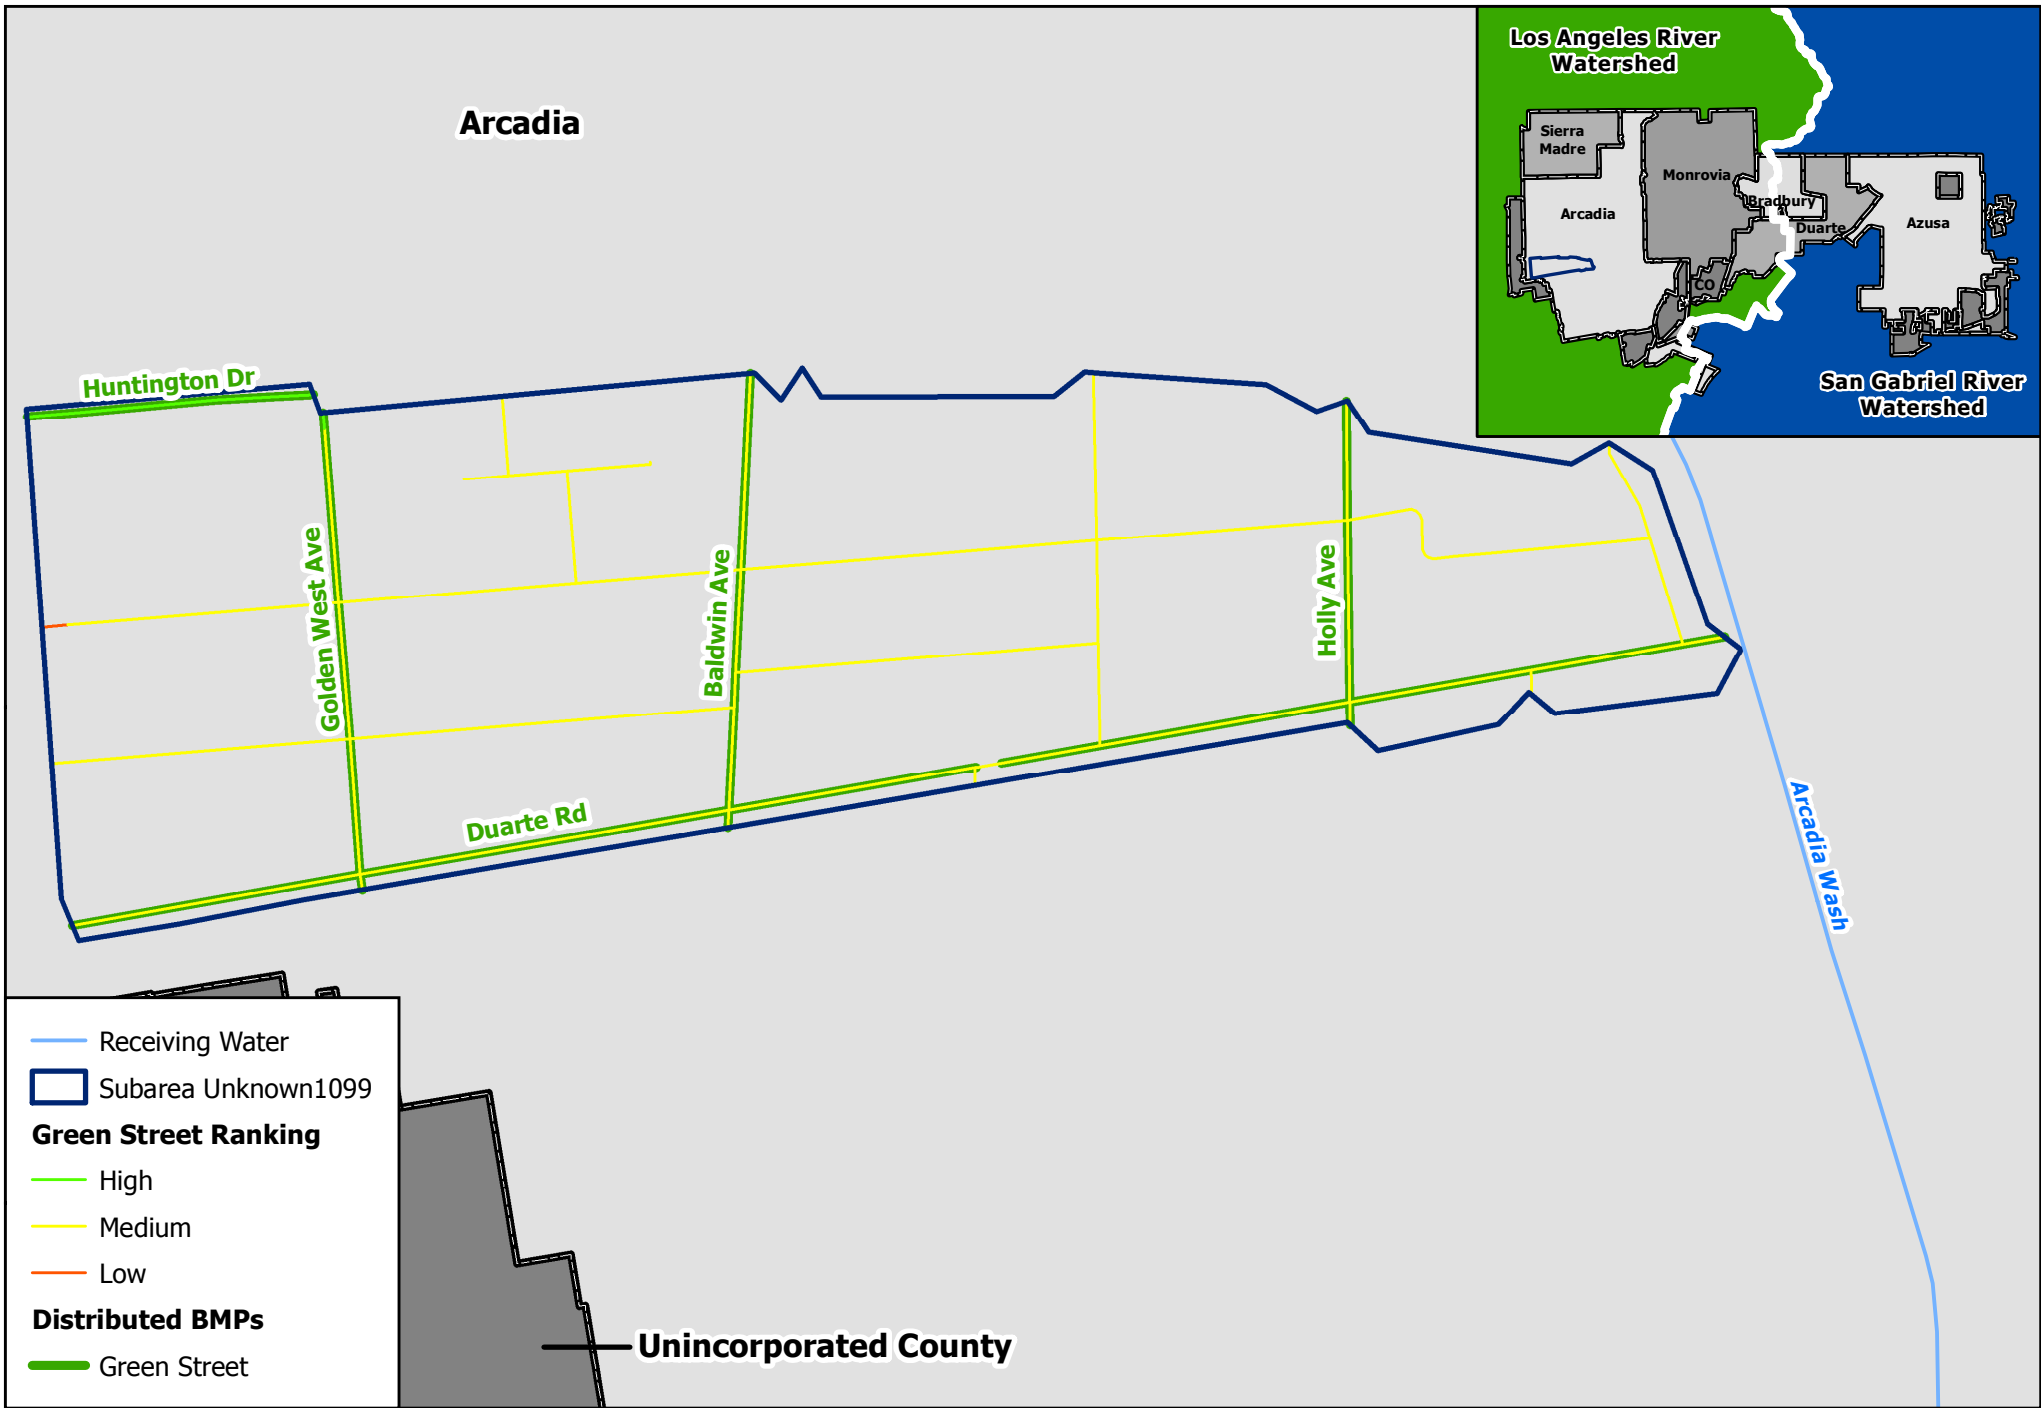 Arcadia
Los Angeles River
Watershed
Sierra
Madre
Monrovia
Bradbury
Arcadia
Duarte
Azusa
CO
San Gabriel River
Watershed
Huntington Dr
Golden West Ave
Baldwin Ave
Holly Ave
Duarte Rd
Arcadia Wash
Receiving Water
Subarea Unknown1099
Green Street Ranking
High
Medium
Low
Distributed BMPs
Green Street
Unincorporated County